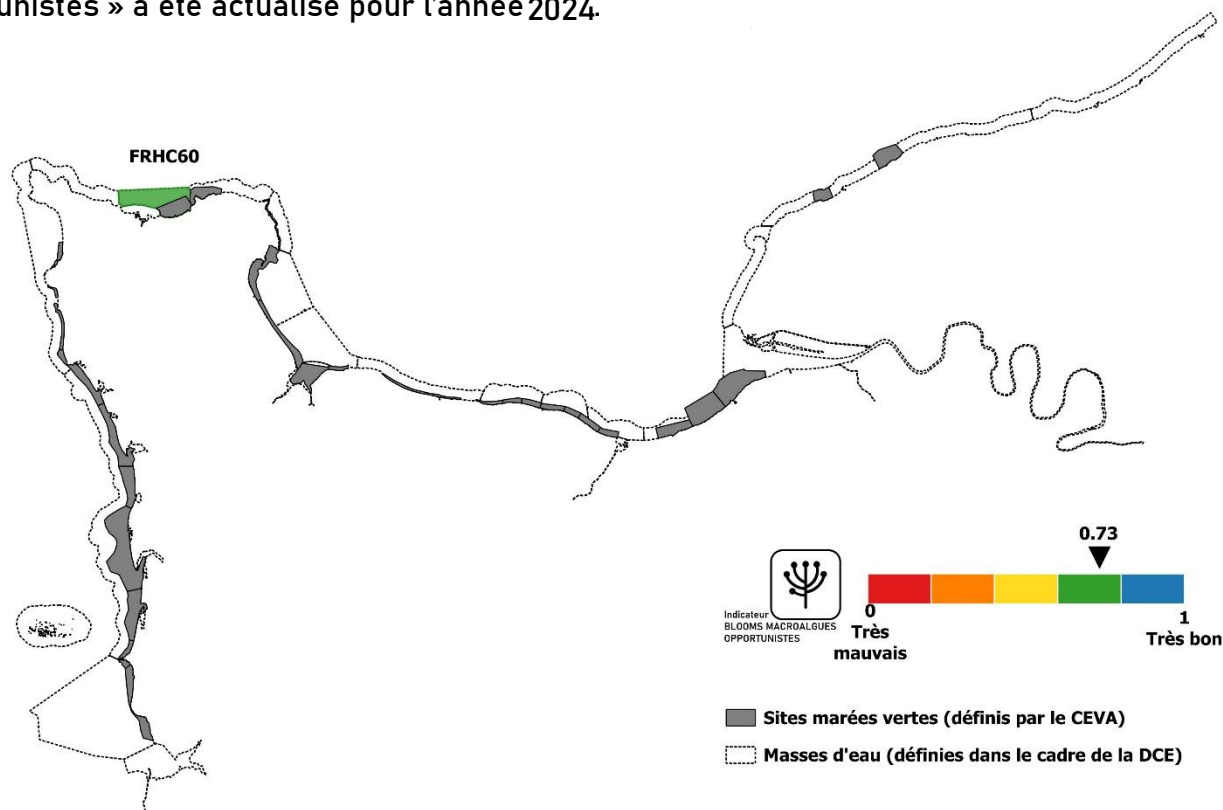 unistes » a été actualisé pour l'année 2024.
FRHC60
0.73
Indicateur
BLOOMS MACROALGUES
OPPORTUNISTES
0
Très
mauvais
1
Très bon
Sites marées vertes (définis par le CEVA)
Masses d'eau (définies dans le cadre de la DCE)